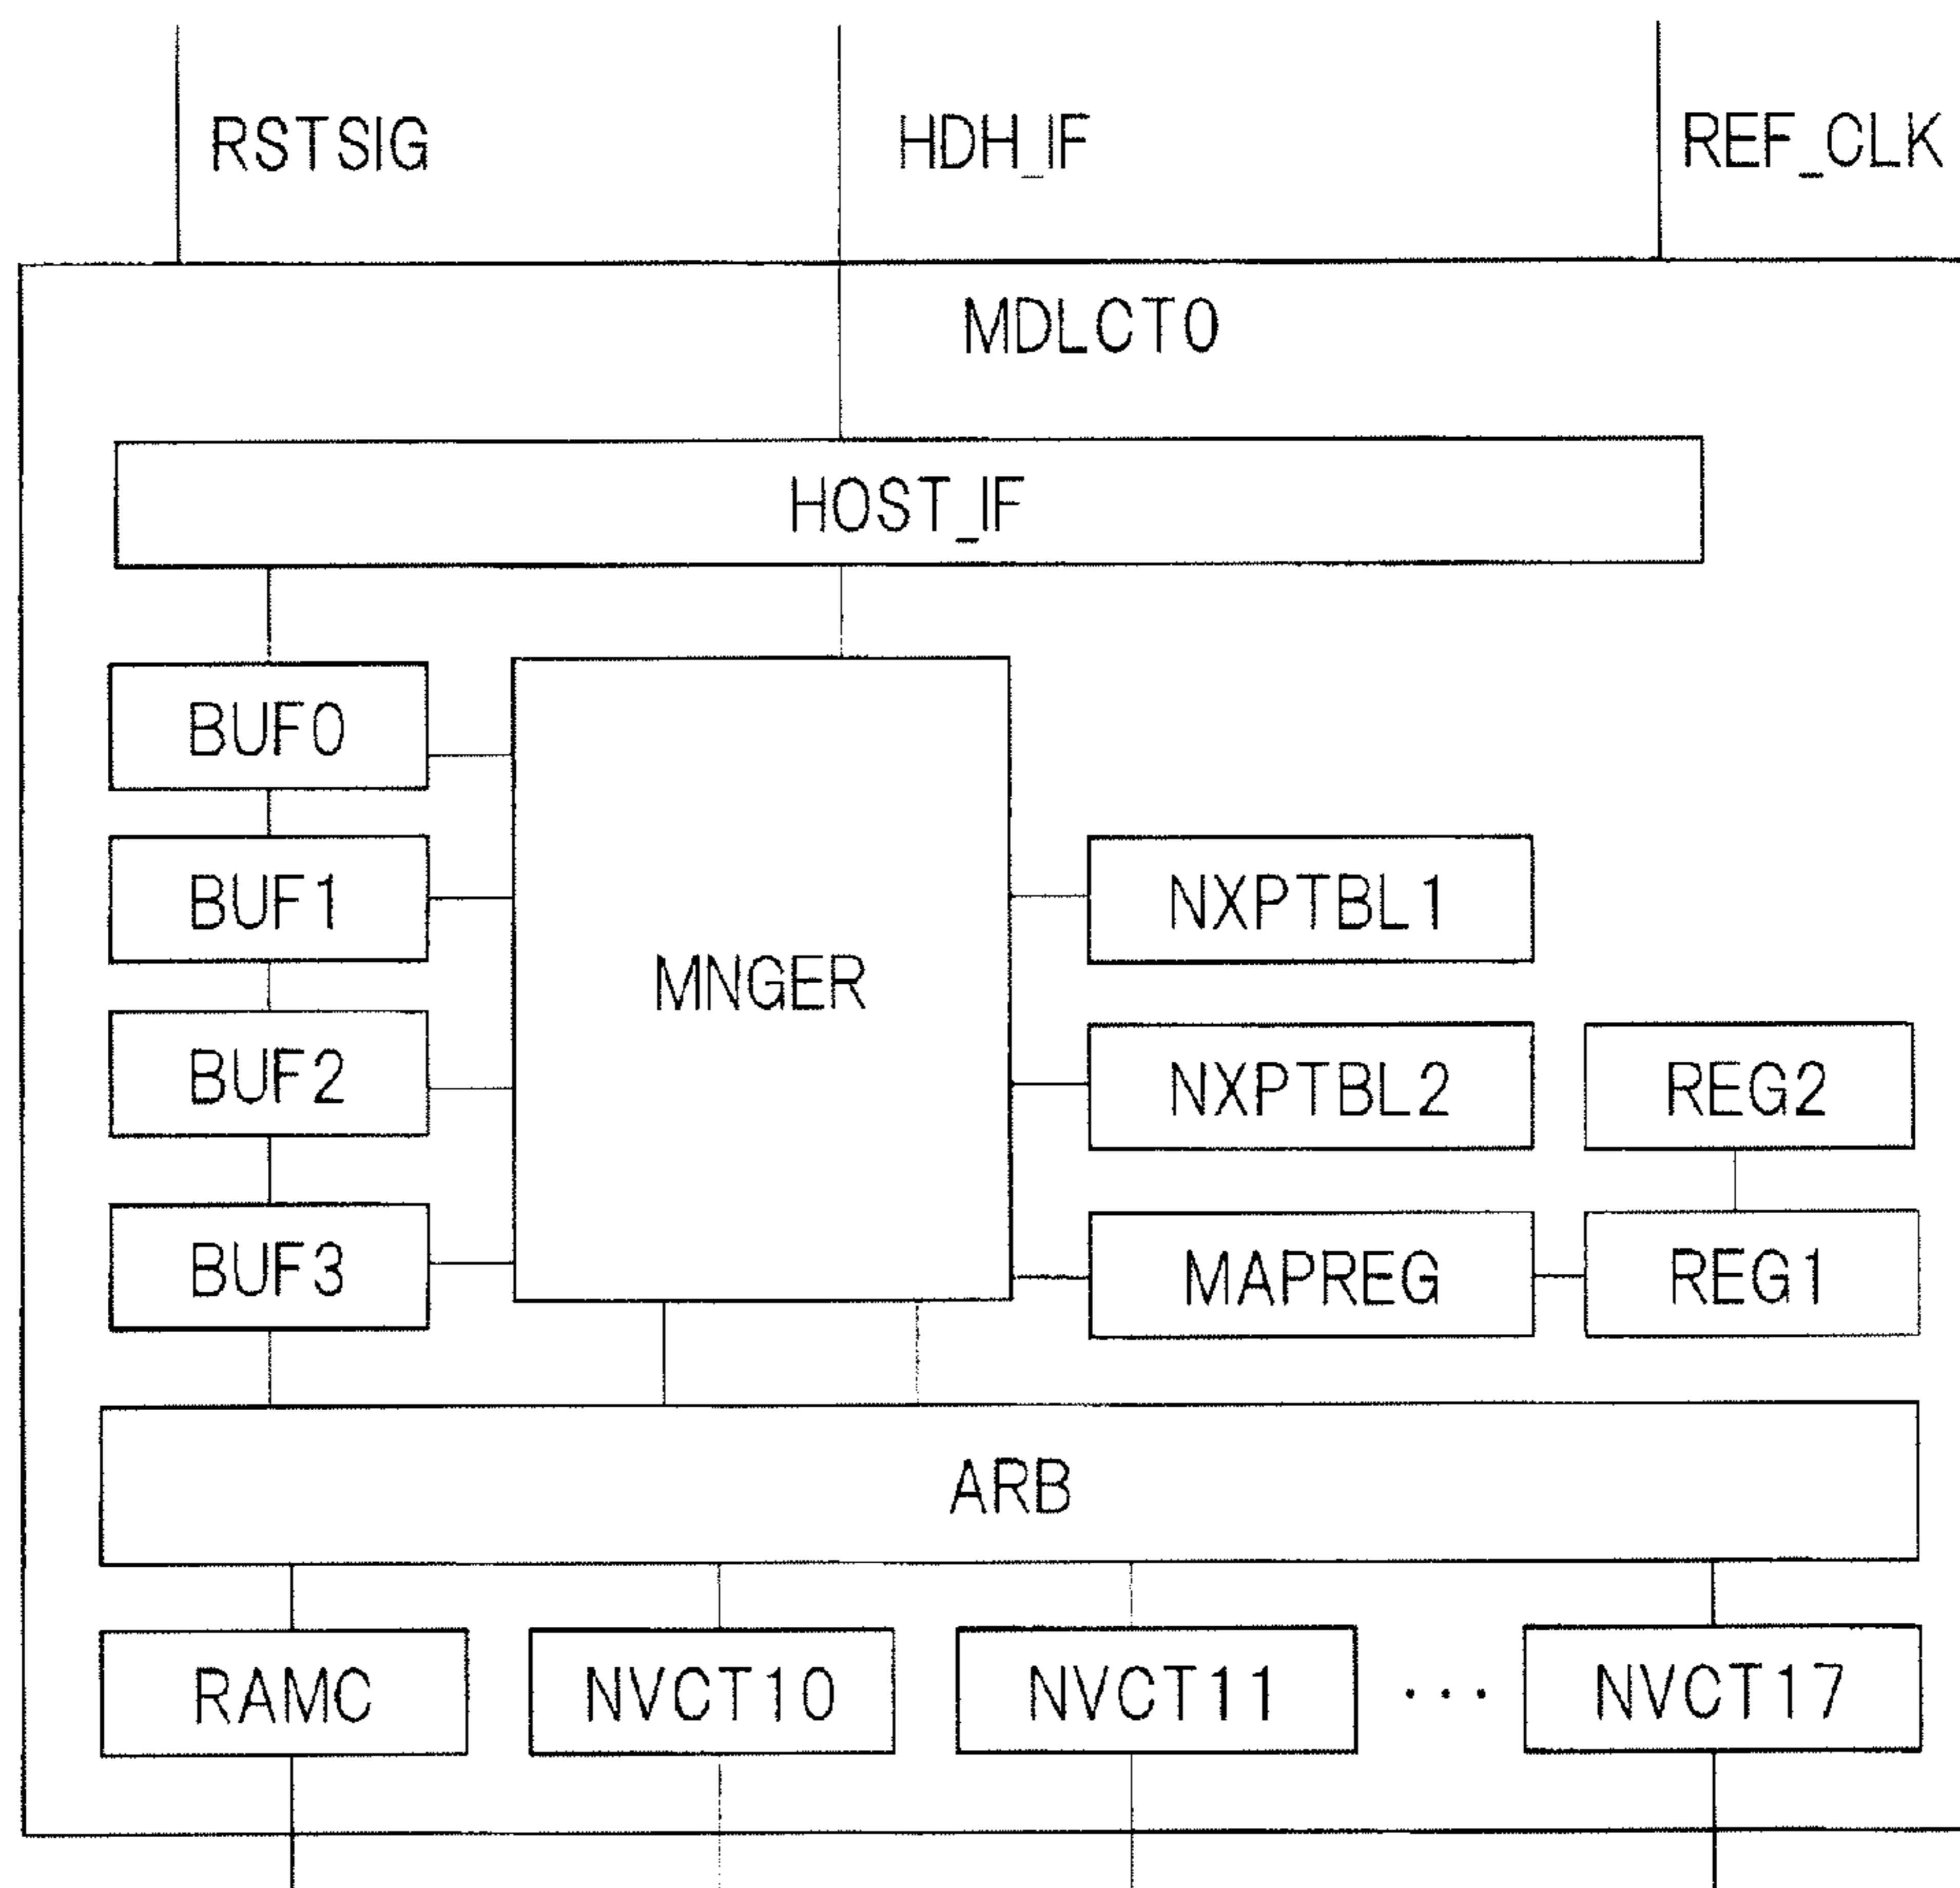 RSTSIG
HDH_IF
REF_CLK
MDLCT0
HOST_IF
BUF0
BUF1
NXPTBL1
MNGER
BUF2
NXPTBL2
REG2
BUF3
MAPREG
REG1
ARB
RAMC
NVCT10
NVCT11
...
NVCT17